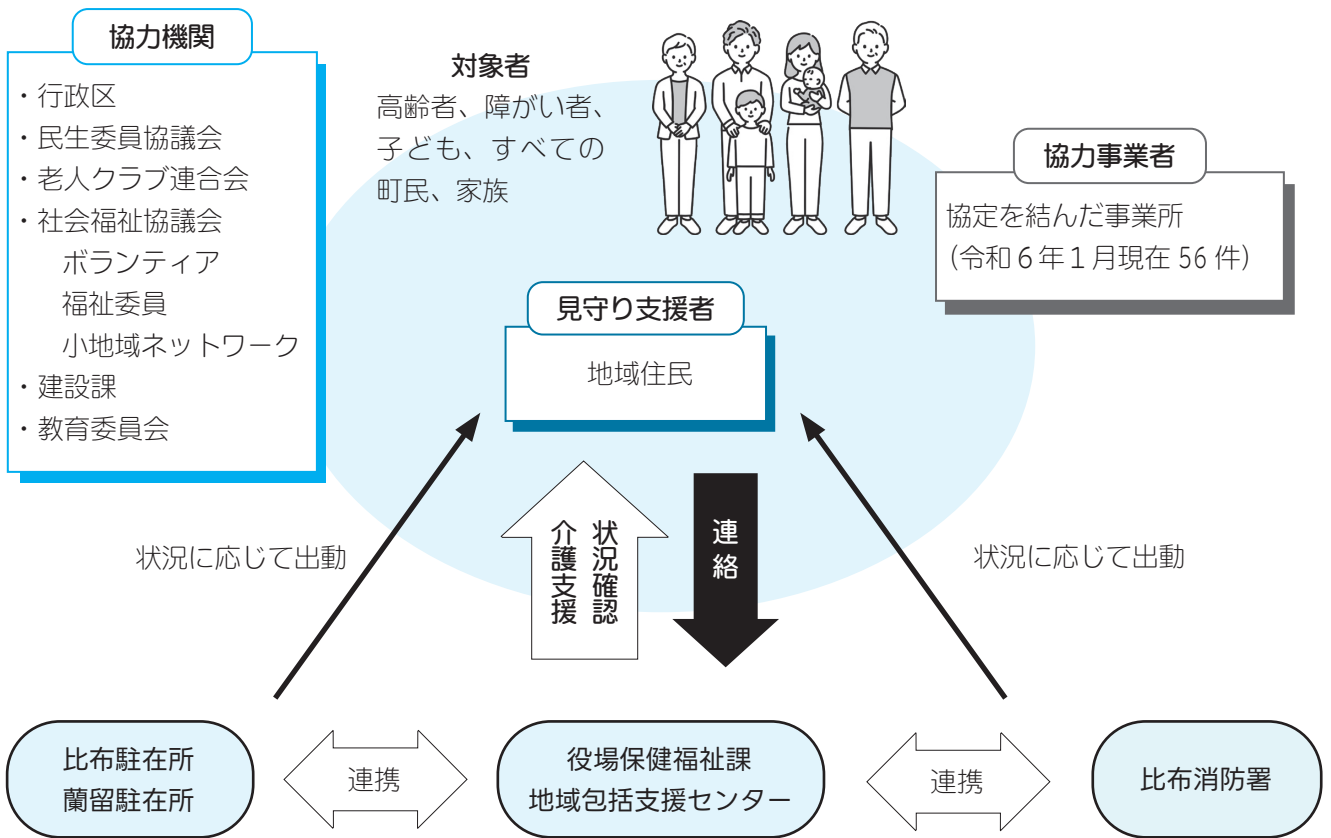 協力機関
・行政区
・民生委員協議会
・老人クラブ連合会
・社会福祉協議会
ボランティア
福祉委員
小地域ネットワーク
・建設課
・教育委員会
対象者
高齢者、障がい者、
子ども、すべての
町民、家族
協力事業者
協定を結んだ事業所
（令和６年１月現在 56 件）
見守り支援者
地域住民
状況に応じて出動
状況確認
介護支援
連絡
状況に応じて出動
比布駐在所
蘭留駐在所
連携
役場保健福祉課
地域包括支援センター
連携
比布消防署